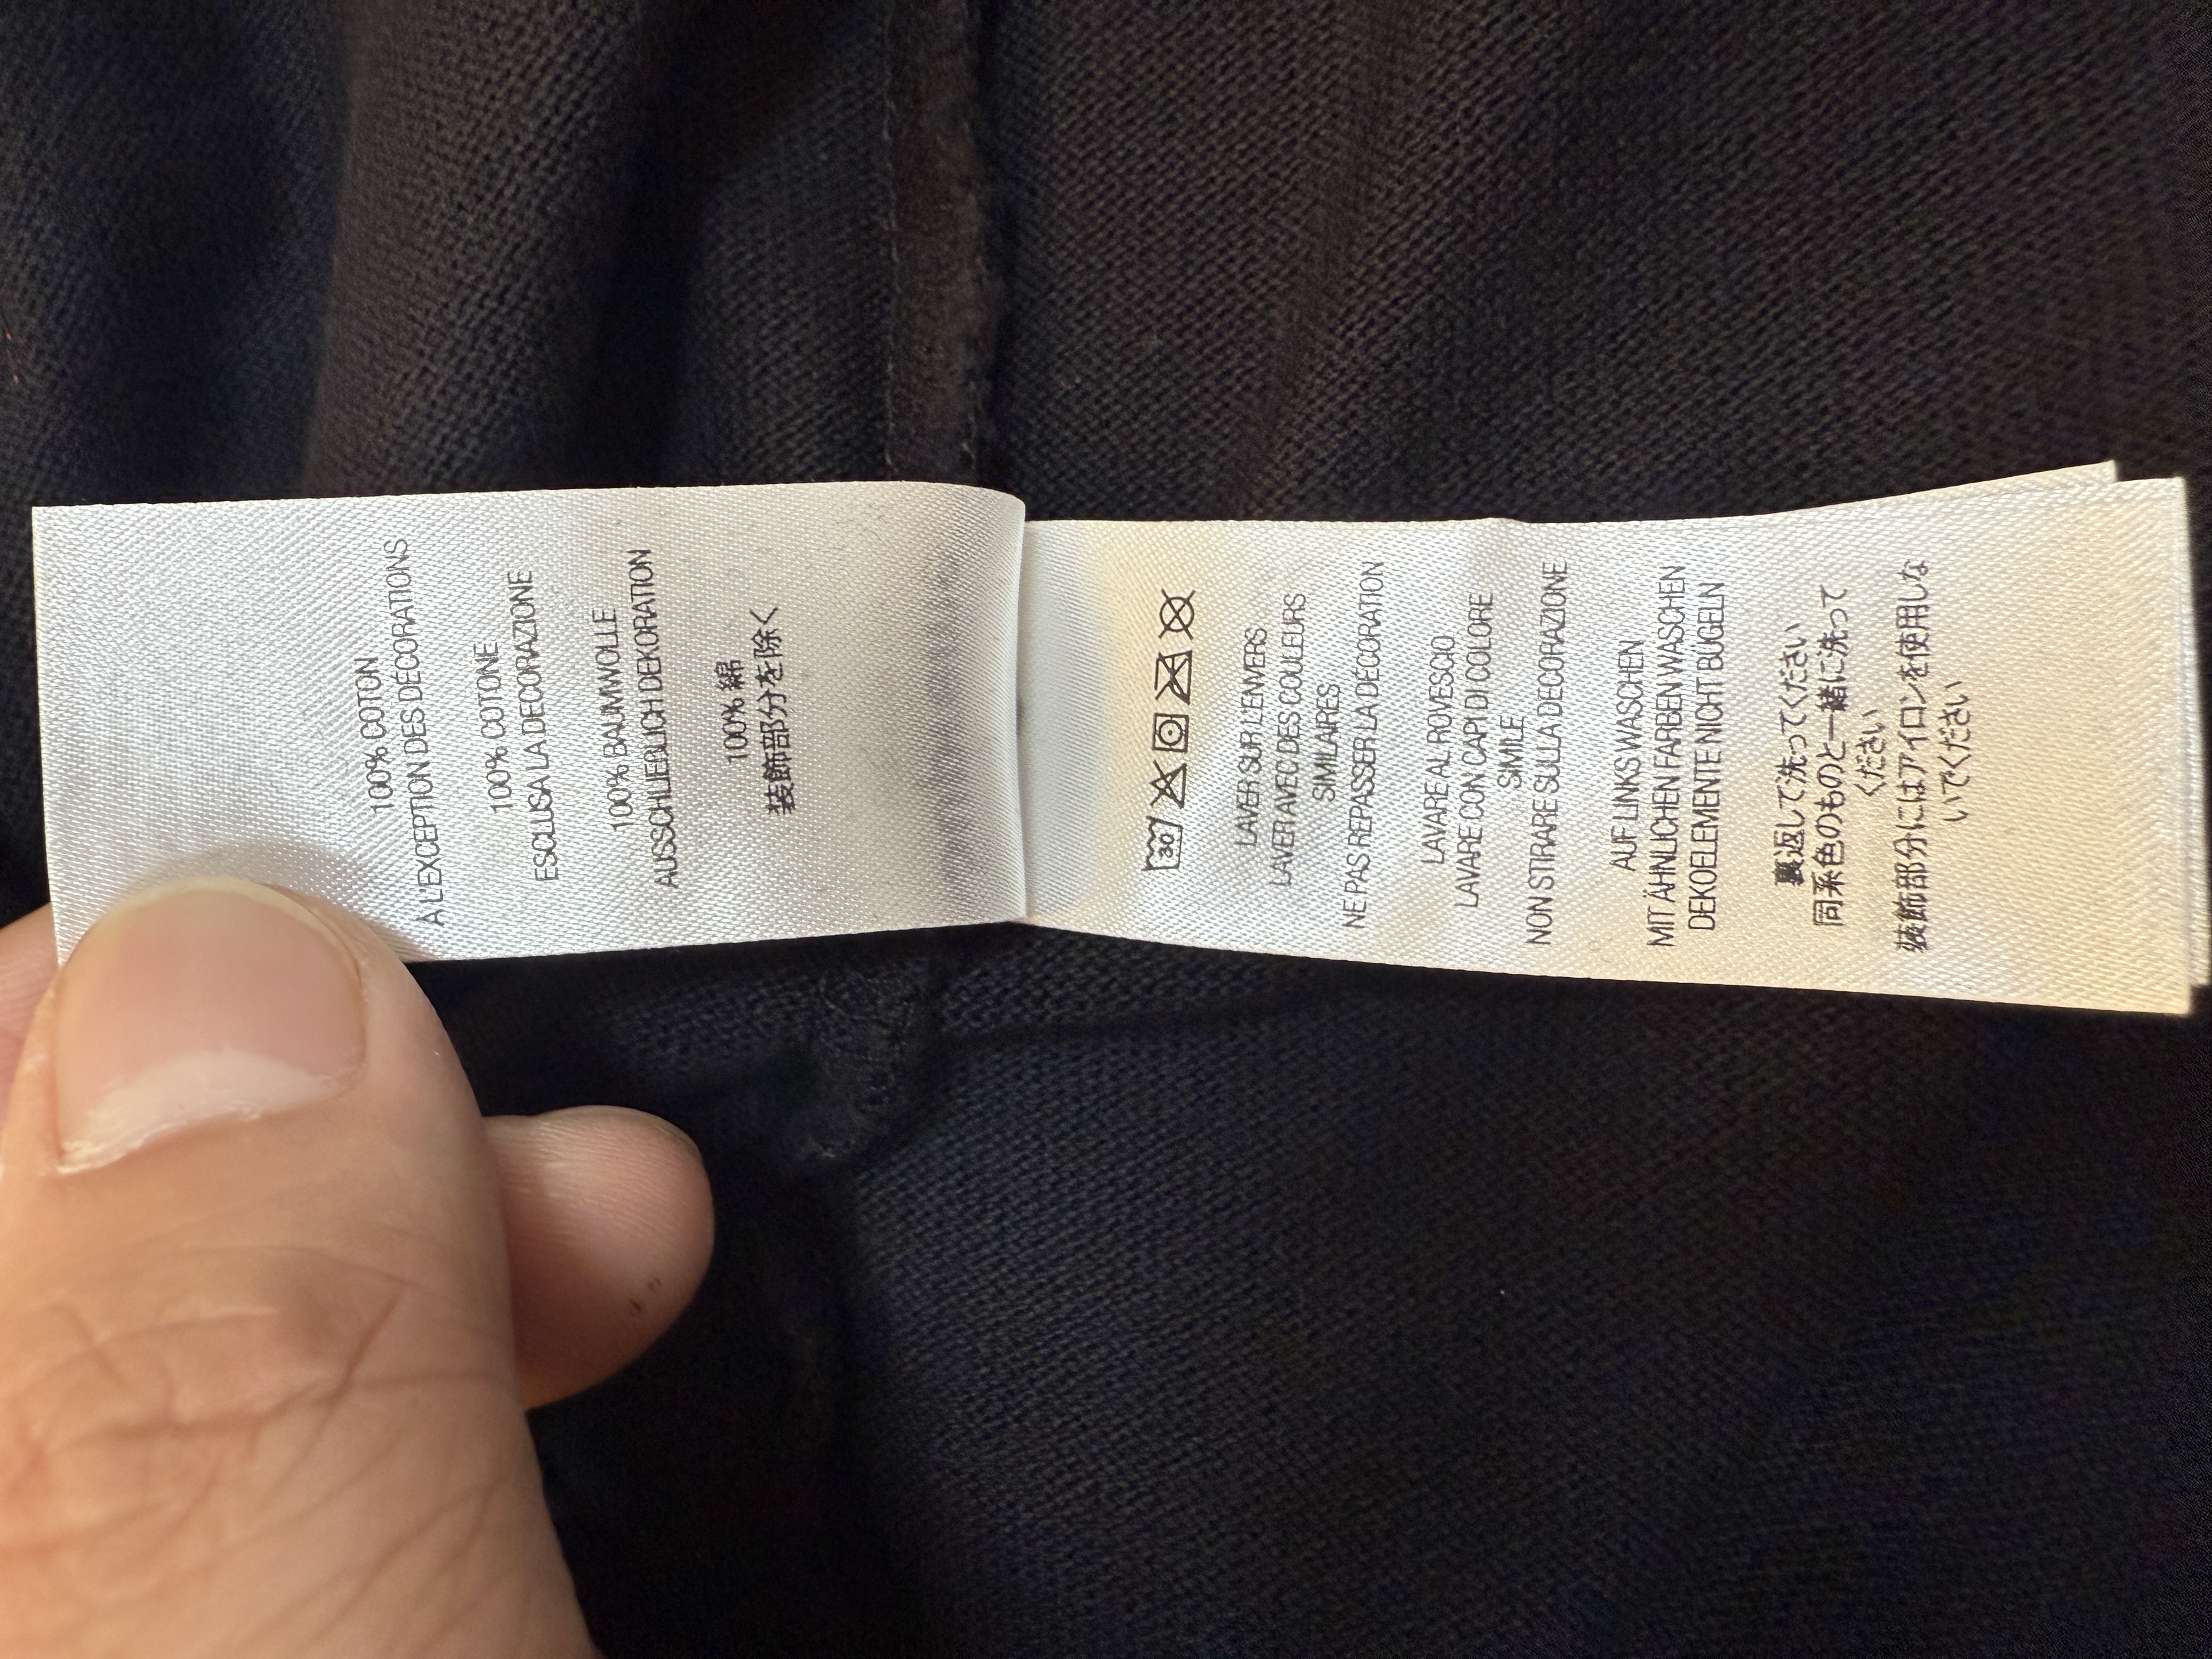 100% COTON
À L'EXCEPTION DES DÉCORATIONS
100% COTONE
ESCLUSA LA DECORAZIONE
100% BAUMWOLLE
AUSSCHLIEßLICH DEKORATION
100% 綿
装飾部分を除く
30
LAVER SUR L'ENVERS
LAVER AVEC DES COULEURS
SIMILAIRES
NE PAS REPASSER LA DÉCORATION
LAVARE AL ROVESCIO
LAVARE CON CAPI DI COLORE
SIMILE
NON STIRARE SULLA DECORAZIONE
AUF LINKS WASCHEN
MIT ÄHNLICHEN FARBEN WASCHEN
DEKOELEMENTE NICHT BÜGELN
裏返して洗ってください
同系色のものと一緒に洗って
ください
装飾部分にはアイロンを使用しな
いでください